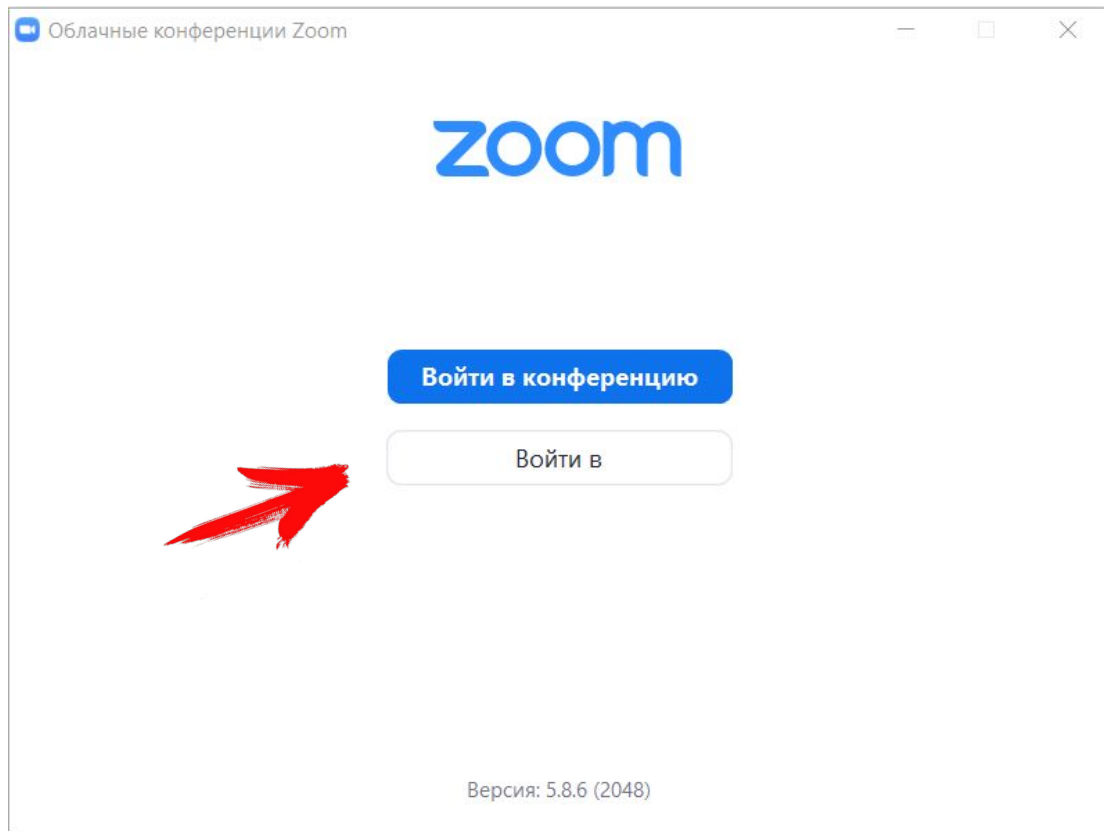 Облачные конференции Zoom
zoom
Войти в конференцию
Войти в
Версия: 5.8.6 (2048)